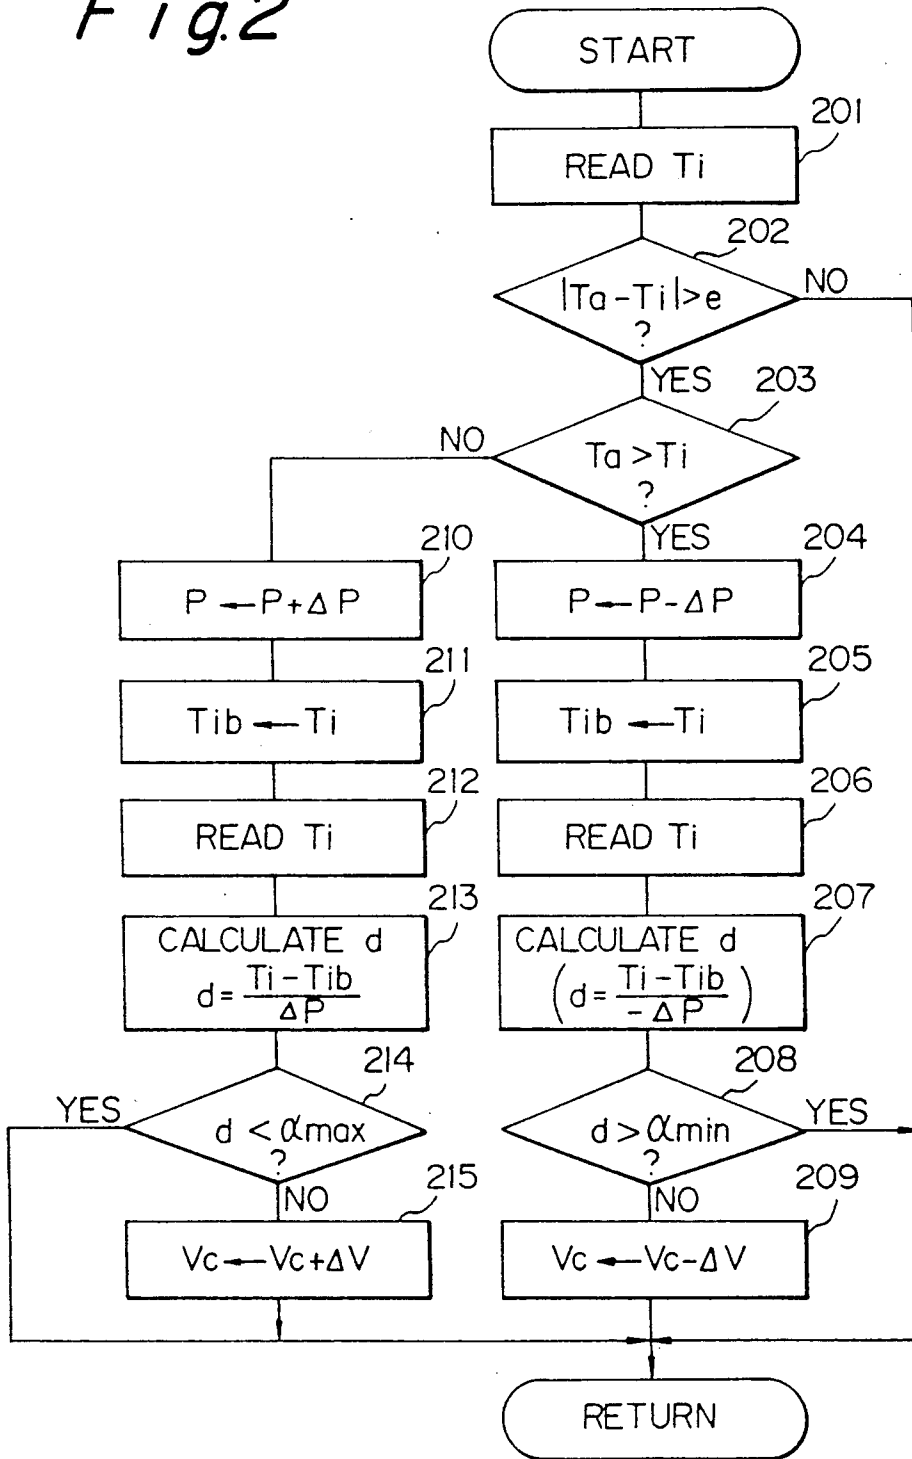 Fig.2
START
201
READ Ti
202
|Ta-Ti|>e
?
NO
YES
203
Ta>Ti
?
NO
YES
210
P←P+ΔP
204
P←P-ΔP
211
Tib←Ti
205
Tib←Ti
212
READ Ti
206
READ Ti
213
CALCULATE d
d=(Ti-Tib)/ΔP
207
CALCULATE d
(d=(Ti-Tib)/-ΔP)
214
YES
d<αmax
?
NO
208
d>αmin
?
YES
NO
215
Vc←Vc+ΔV
209
Vc←Vc-ΔV
RETURN